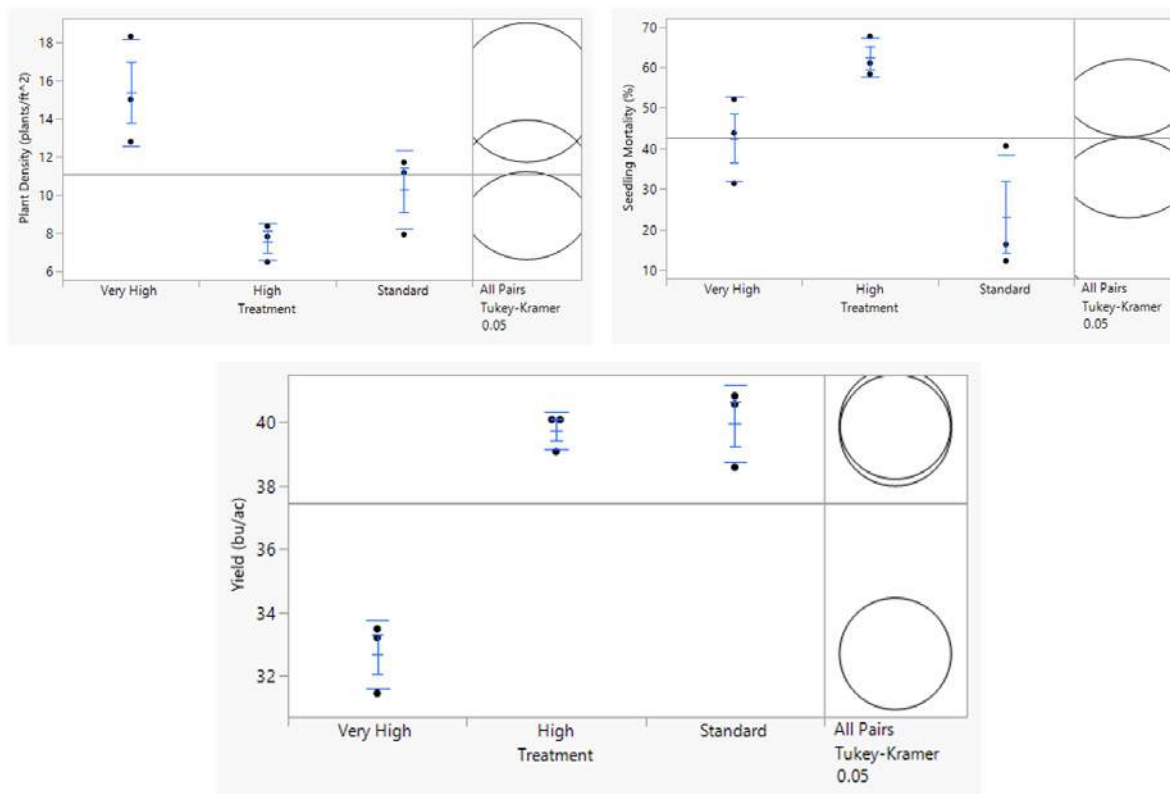 Plant Density (plants/ft^2)
18
16
14
12
10
8
6
Very High
High
Standard
Treatment
All Pairs
Tukey-Kramer
0.05
Seedling Mortality (%)
70
60
50
40
30
20
10
Very High
High
Standard
Treatment
All Pairs
Tukey-Kramer
0.05
Yield (bu/ac)
40
38
36
34
32
Very High
High
Standard
Treatment
All Pairs
Tukey-Kramer
0.05